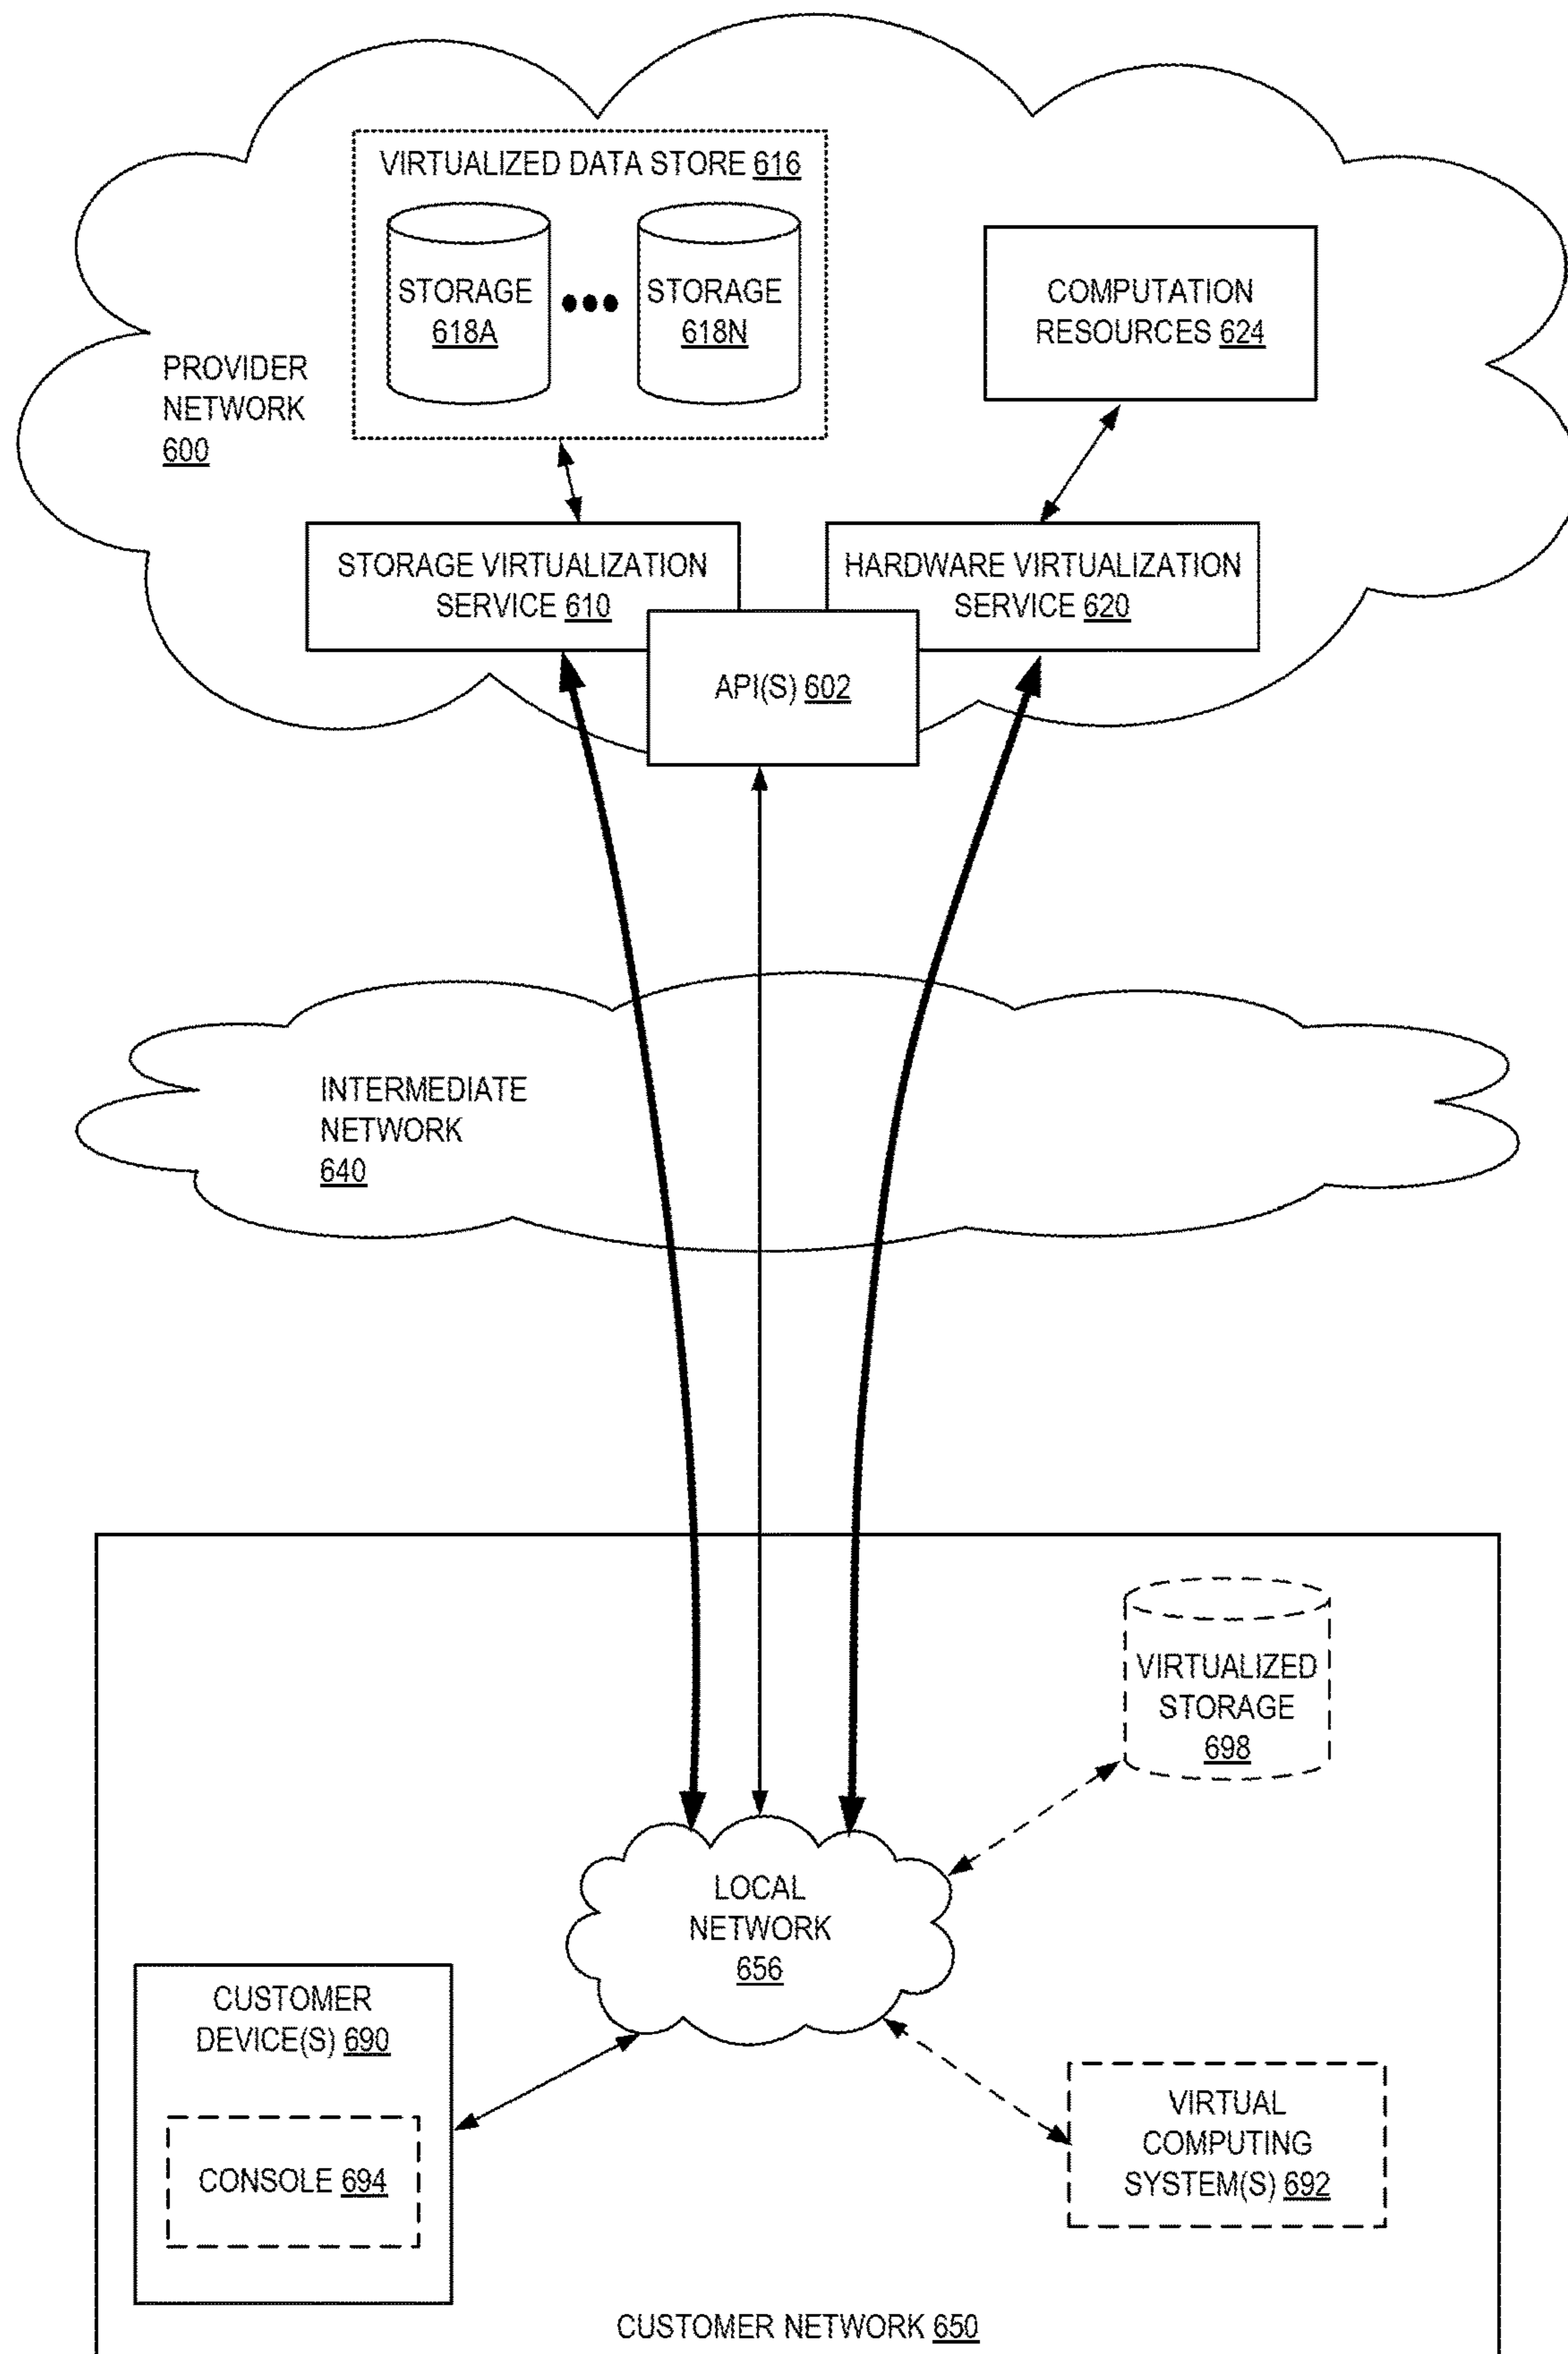 VIRTUALIZED DATA STORE 616
STORAGE
618A
STORAGE
618N
COMPUTATION
RESOURCES 624
PROVIDER
NETWORK
600
STORAGE VIRTUALIZATION
SERVICE 610
HARDWARE VIRTUALIZATION
SERVICE 620
API(S) 602
INTERMEDIATE
NETWORK
640
VIRTUALIZED
STORAGE
698
LOCAL
NETWORK
656
CUSTOMER
DEVICE(S) 690
CONSOLE 694
VIRTUAL
COMPUTING
SYSTEM(S) 692
CUSTOMER NETWORK 650